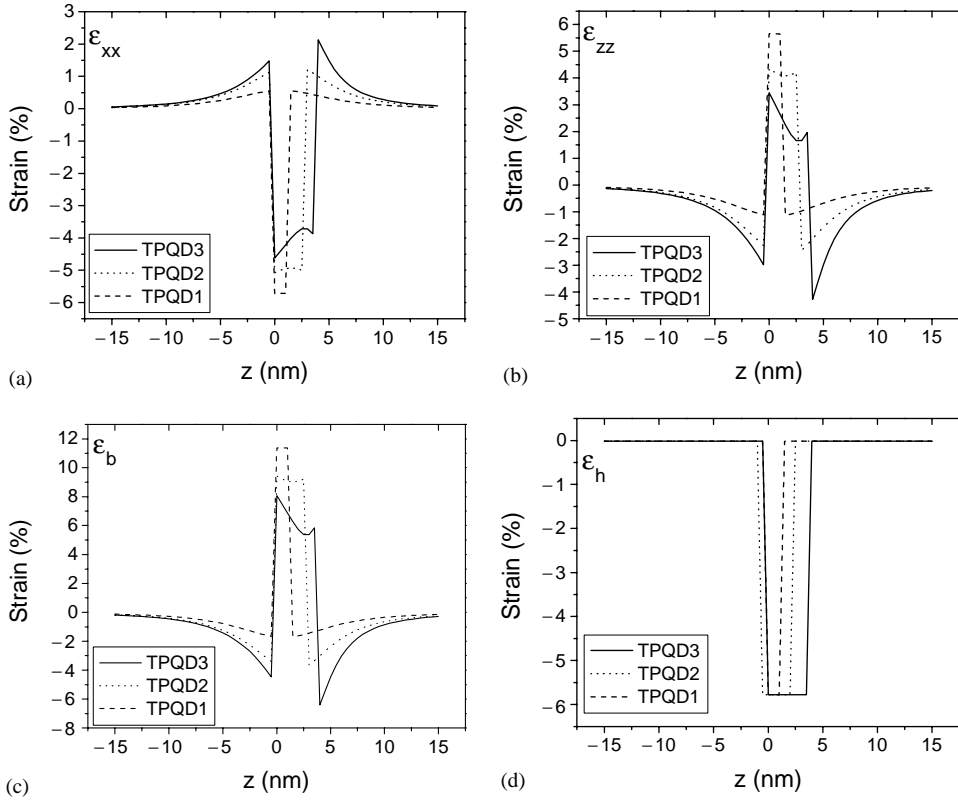 ε_xx
3
2
1
0
−1
−2
−3
−4
−5
−6
Strain (%)
TPQD3
TPQD2
TPQD1
−15 −10 −5 0 5 10 15
z (nm)
(a)
ε_zz
6
5
4
3
2
1
0
−1
−2
−3
−4
−5
Strain (%)
TPQD3
TPQD2
TPQD1
−15 −10 −5 0 5 10 15
z (nm)
(b)
ε_b
12
10
8
6
4
2
0
−2
−4
−6
−8
Strain (%)
TPQD3
TPQD2
TPQD1
−15 −10 −5 0 5 10 15
z (nm)
(c)
ε_h
0
−1
−2
−3
−4
−5
−6
Strain (%)
TPQD3
TPQD2
TPQD1
−15 −10 −5 0 5 10 15
z (nm)
(d)